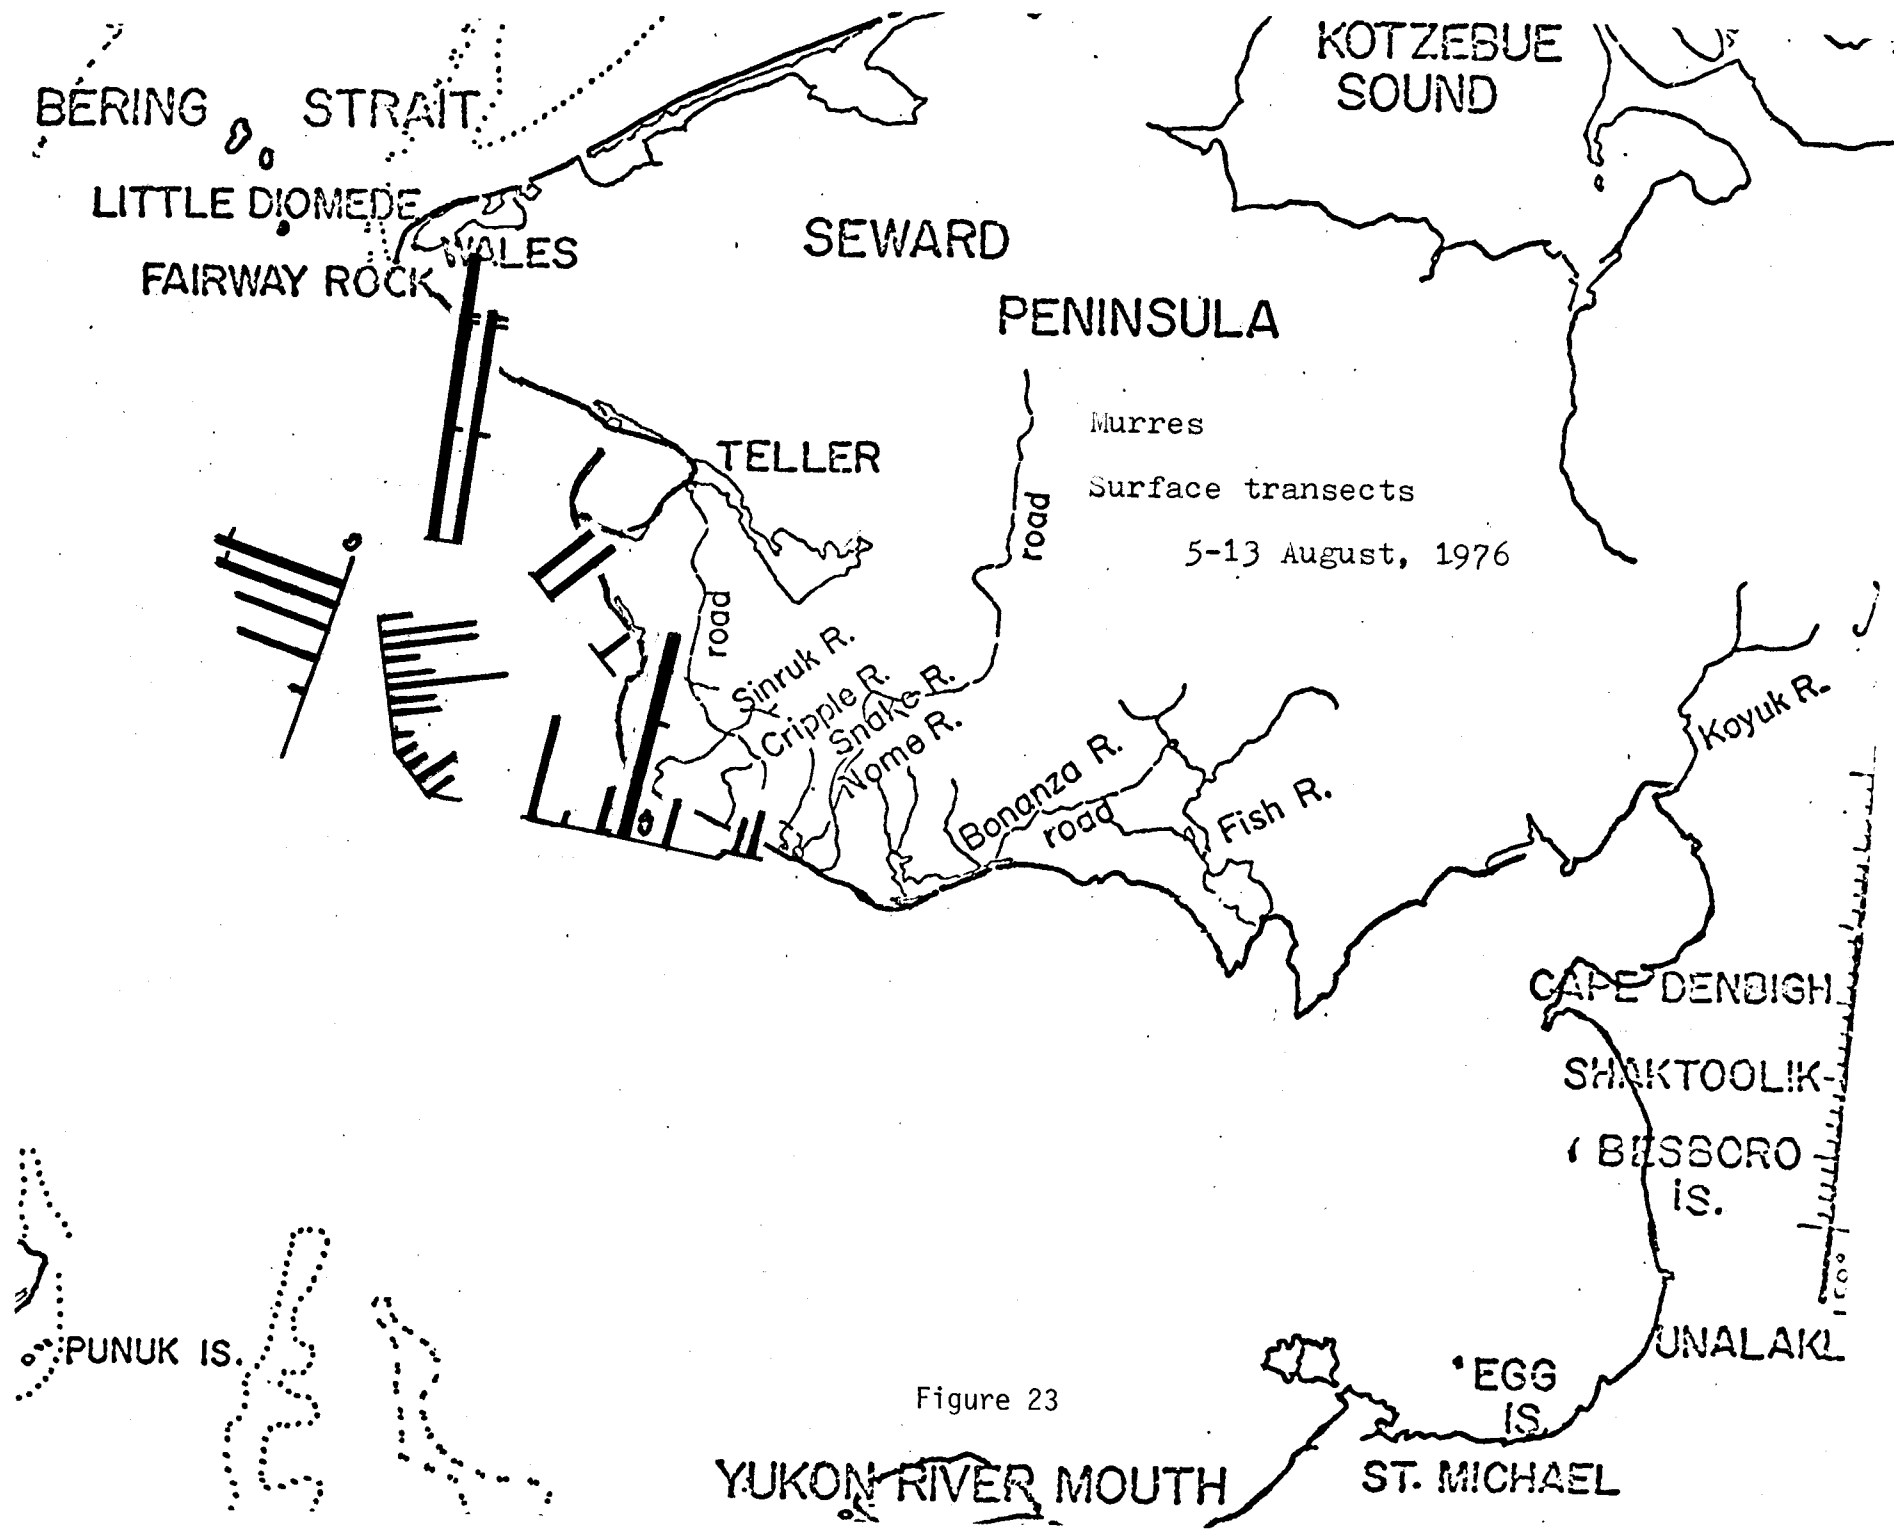 KOTZEBUE
SOUND
BERING STRAIT
LITTLE DIOMEDE
WALES
SEWARD
FAIRWAY ROCK
PENINSULA
Murres
TELLER
Surface transects
road
5-13 August, 1976
road
Sinruk R.
Cripple R.
Snake R.
Nome R.
Koyuk R.
Bonanza R.
road
Fish R.
CAPE DENBIGH
SHAKTOOLIK
BESBORO
IS.
PUNUK IS.
UNALAKL
EGG
IS.
Figure 23
YUKON RIVER MOUTH
ST. MICHAEL